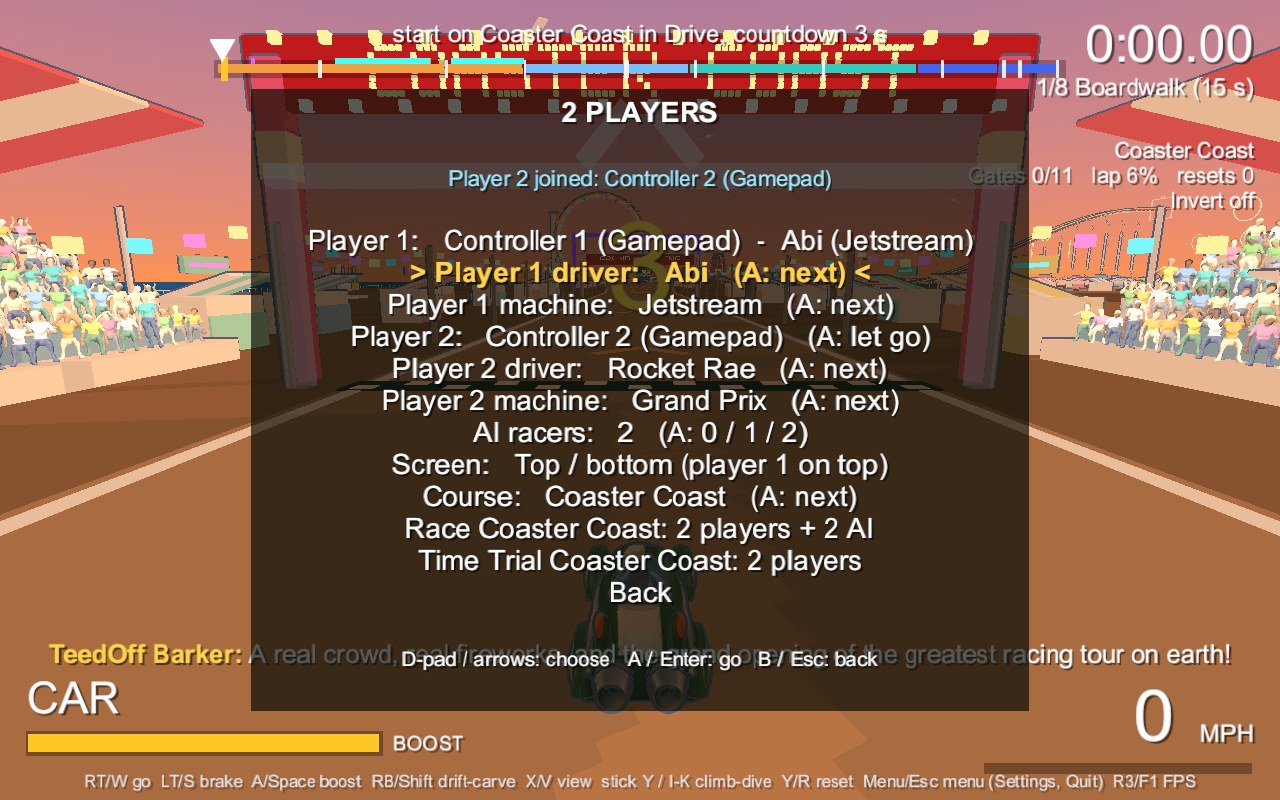 start on Coaster Coast in Drive, countdown 3 s
0:00.00
1/8 Boardwalk (15 s)
2 PLAYERS
Coaster Coast
Gates 0/11 lap 6% resets 0
Invert off
Player 2 joined: Controller 2 (Gamepad)
3
Player 1: Controller 1 (Gamepad) - Abi (Jetstream)
> Player 1 driver: Abi (A: next) <
Player 1 machine: Jetstream (A: next)
Player 2: Controller 2 (Gamepad) (A: let go)
Player 2 driver: Rocket Rae (A: next)
Player 2 machine: Grand Prix (A: next)
AI racers: 2 (A: 0 / 1 / 2)
Screen: Top / bottom (player 1 on top)
Course: Coaster Coast (A: next)
Race Coaster Coast: 2 players + 2 AI
Time Trial Coaster Coast: 2 players
Back
TeedOff Barker: A real crowd, real fireworks, and the grand opening of the greatest racing tour on earth!
D-pad / arrows: choose A / Enter: go B / Esc: back
CAR
BOOST
0 MPH
RT/W go LT/S brake A/Space boost RB/Shift drift-carve X/V view stick Y / I-K climb-dive Y/R reset Menu/Esc menu (Settings, Quit) R3/F1 FPS